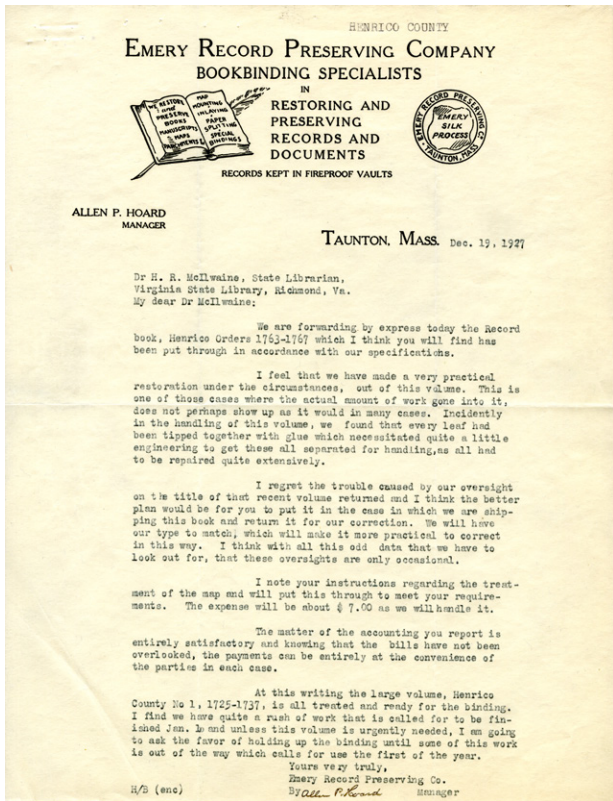 HENRICO COUNTY
EMERY RECORD PRESERVING COMPANY
BOOKBINDING SPECIALISTS
IN
RESTORING AND
PRESERVING
RECORDS AND
DOCUMENTS
RECORDS KEPT IN FIREPROOF VAULTS
WE RESTORE
and
PRESERVE
BOOKS
MANUSCRIPTS
MAPS
PARCHMENTS &
MAP
MOUNTING
INLAYING
&
PAPER
SPLITTING
SPECIAL
BINDINGS
EMERY RECORD PRESERVING CO.
EMERY
SILK
PROCESS
TAUNTON, MASS
ALLEN P. HOARD
MANAGER
TAUNTON, MASS. Dec. 19, 1927
Dr H. R. McIlwaine, State Librarian,
Virginia State Library, Richmond, Va.
My dear Dr McIlwaine:
We are forwarding by express today the Record
book, Henrico Orders 1763-1767 which I think you will find has
been put through in accordance with our specifications.
I feel that we have made a very practical
restoration under the circumstances, out of this volume. This is
one of those cases where the actual amount of work gone into it,
does not perhaps show up as it would in many cases. Incidently
in the handling of this volume, we found that every leaf had
been tipped together with glue which necessitated quite a little
engineering to get these all separated for handling, as all had
to be repaired quite extensively.
I regret the trouble caused by our oversight
on the title of that recent volume returned and I think the better
plan would be for you to put it in the case in which we are ship-
ping this book and return it for our correction. We will have
our type to match, which will make it more practical to correct
in this way. I think with all this odd data that we have to
look out for, that these oversights are only occasional.
I note your instructions regarding the treat-
ment of the map and will put this through to meet your require-
ments. The expense will be about $ 7.00 as we will handle it.
The matter of the accounting you report is
entirely satisfactory and knowing that the bills have not been
overlooked, the payments can be entirely at the convenience of
the parties in each case.
At this writing the large volume, Henrico
County No 1, 1725-1737, is all treated and ready for the binding.
I find we have quite a rush of work that is called for to be fin-
ished Jan. 1 and unless this volume is urgently needed, I am going
to ask the favor of holding up the binding until some of this work
is out of the way which calls for use the first of the year.
Yours very truly,
Emery Record Preserving Co.
H/B (enc) By Allen P. Hoard Manager